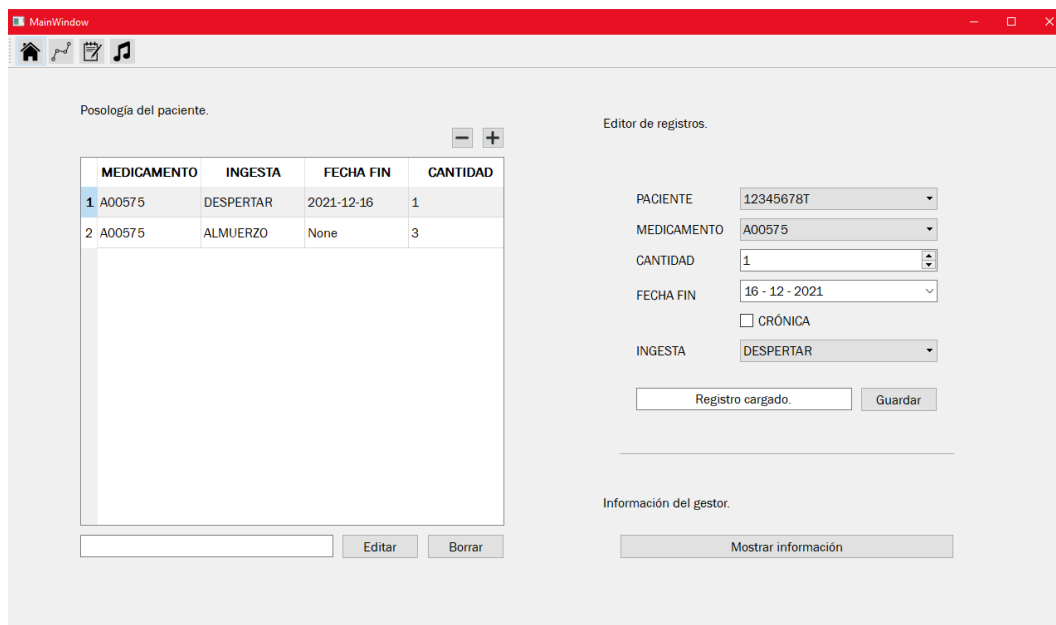 MainWindow
Posología del paciente.
MEDICAMENTO INGESTA FECHA FIN CANTIDAD
1 A00575 DESPERTAR 2021-12-16 1
2 A00575 ALMUERZO None 3
Editar Borrar
Editor de registros.
PACIENTE 12345678T
MEDICAMENTO A00575
CANTIDAD 1
FECHA FIN 16 - 12 - 2021
CRÓNICA
INGESTA DESPERTAR
Registro cargado. Guardar
Información del gestor.
Mostrar información